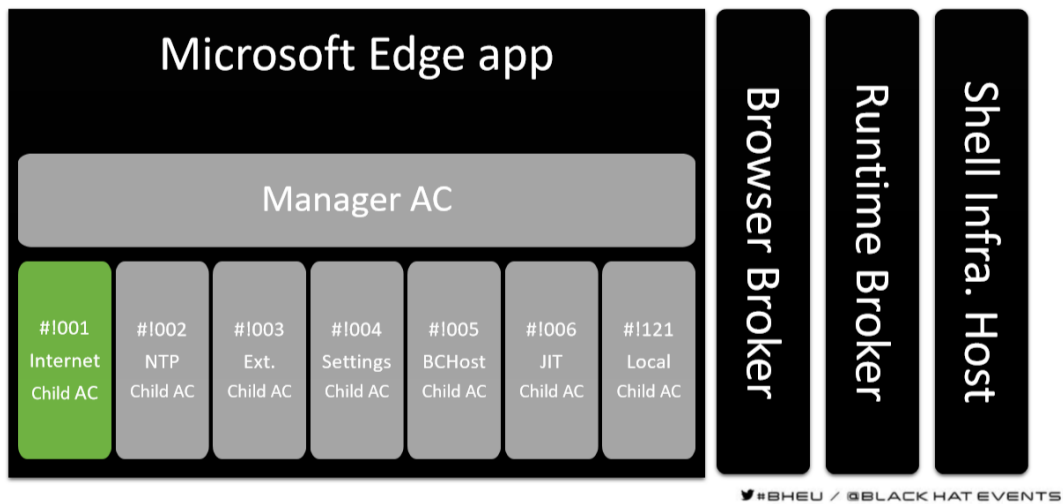 Microsoft Edge app
Manager AC
#!001
Internet
Child AC
#!002
NTP
Child AC
#!003
Ext.
Child AC
#!004
Settings
Child AC
#!005
BCHost
Child AC
#!006
JIT
Child AC
#!121
Local
Child AC
Browser Broker
Runtime Broker
Shell Infra. Host
#BHEU / @BLACK HAT EVENTS